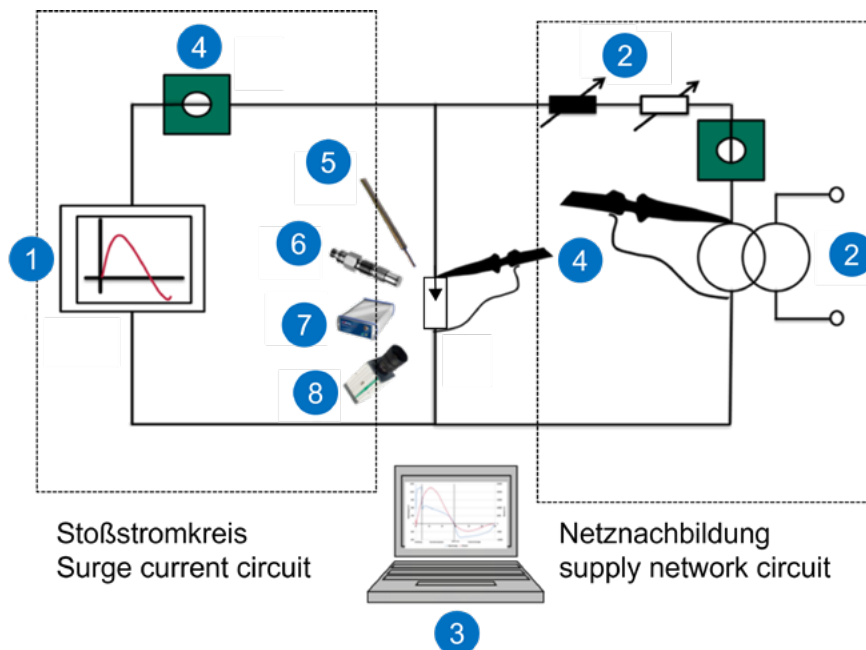 4
2
5
6
1
4
2
7
8
Stoßstromkreis
Surge current circuit
Netznachbildung
supply network circuit
3